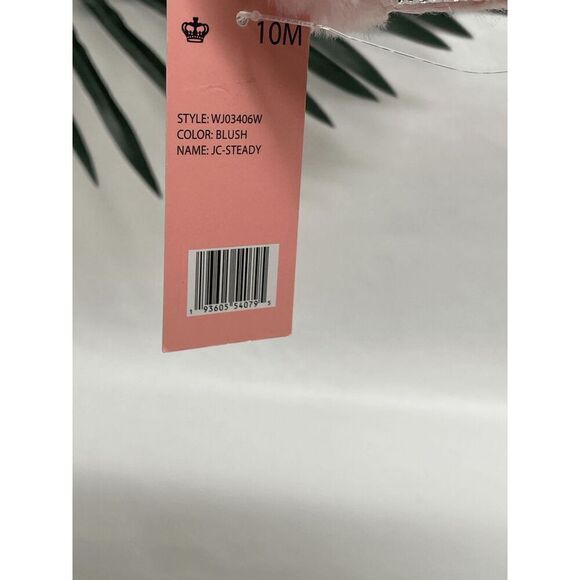 10M
STYLE: WJ03406W
COLOR: BLUSH
NAME: JC-STEADY
1 93605 54079 5